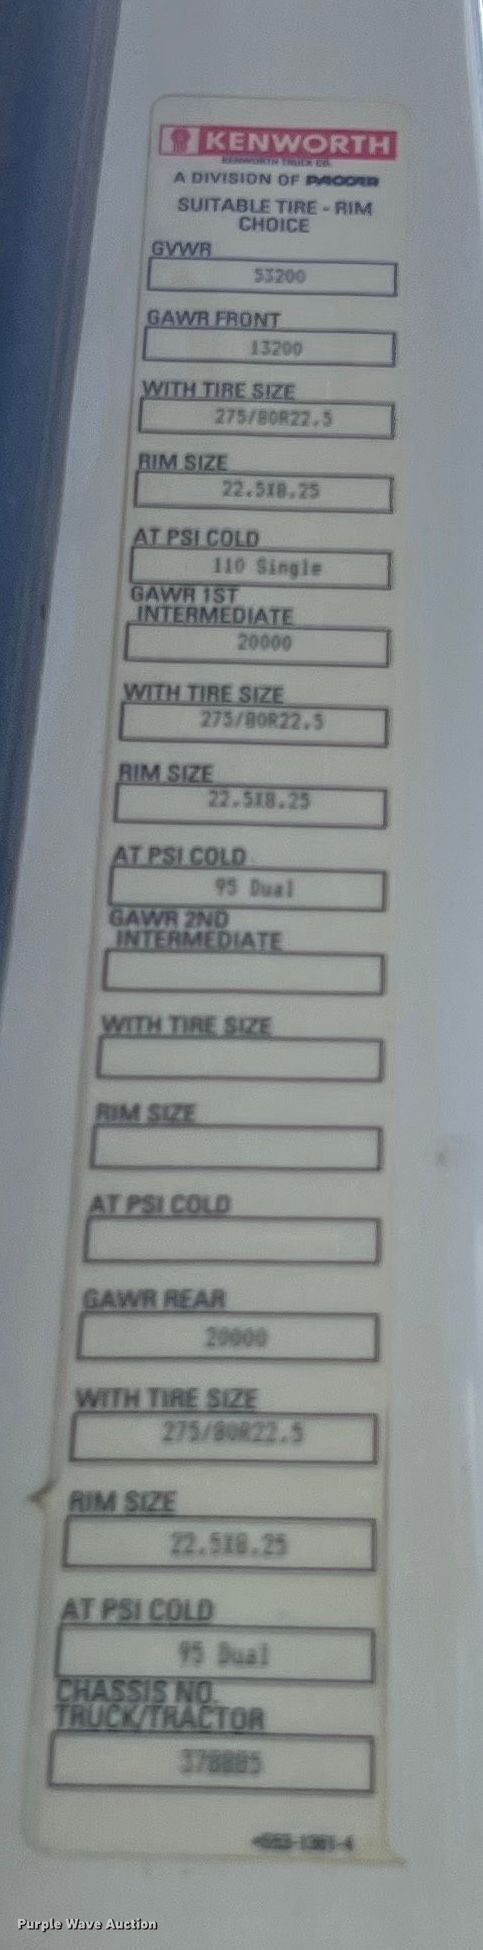 KENWORTH
KENWORTH TRUCK CO.
A DIVISION OF PACCAR
SUITABLE TIRE - RIM
CHOICE
GVWR
53200
GAWR FRONT
13200
WITH TIRE SIZE
275/80R22.5
RIM SIZE
22.5X8.25
AT PSI COLD
110 Single
GAWR 1ST
INTERMEDIATE
20000
WITH TIRE SIZE
275/80R22.5
RIM SIZE
22.5X8.25
AT PSI COLD
95 Dual
GAWR 2ND
INTERMEDIATE
WITH TIRE SIZE
RIM SIZE
AT PSI COLD
GAWR REAR
20000
WITH TIRE SIZE
275/80R22.5
RIM SIZE
22.5X8.25
AT PSI COLD
95 Dual
CHASSIS NO.
TRUCK/TRACTOR
Purple Wave Auction